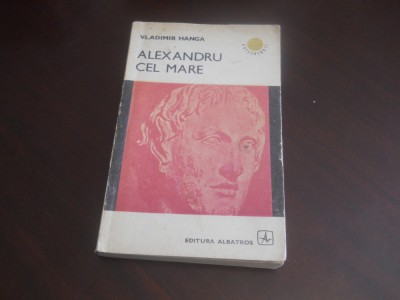 VLADIMIR HANGA
ALEXANDRU
CEL MARE
EDITURA ALBATROS